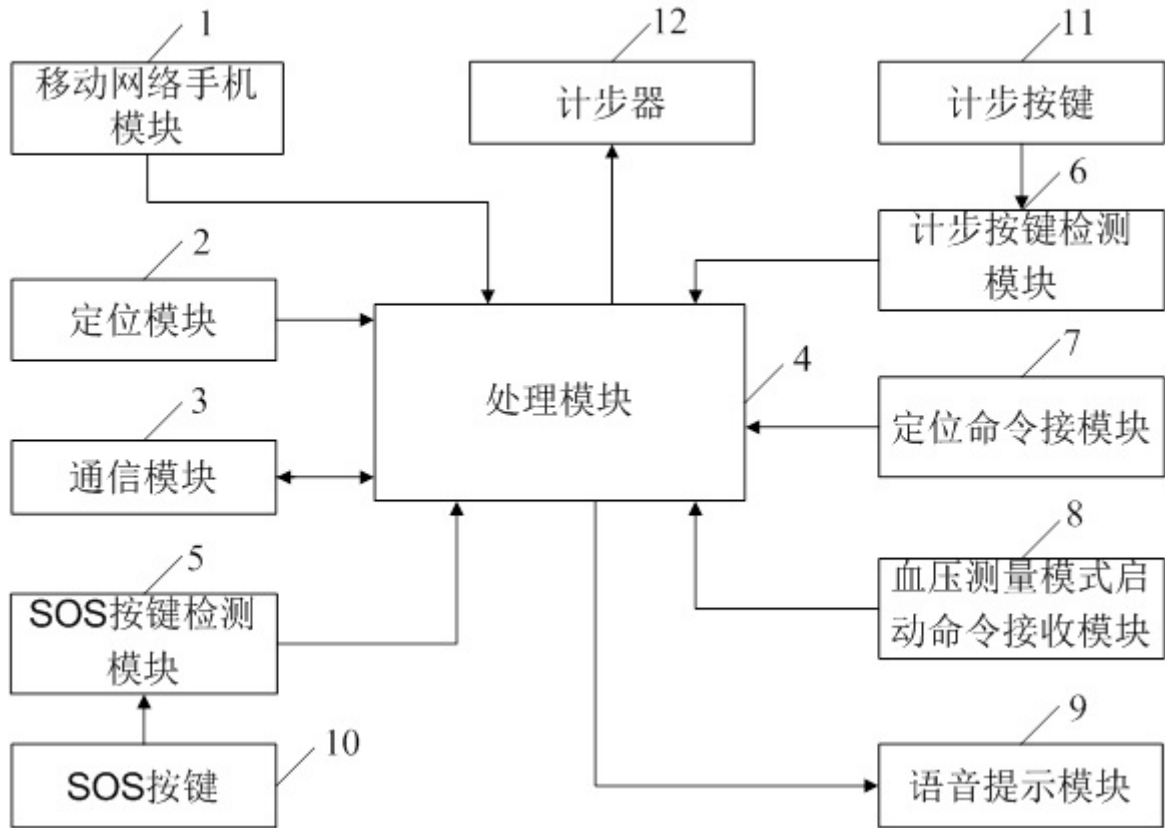 1
移动网络手机
模块
12
计步器
11
计步按键
6
计步按键检测
模块
2
定位模块
处理模块
4
7
定位命令接模块
3
通信模块
5
SOS按键检测
模块
8
血压测量模式启
动命令接收模块
10
SOS按键
9
语音提示模块